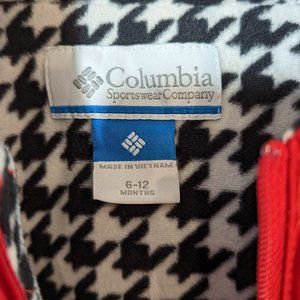 Columbia
Sportswear Company
MADE IN VIETNAM
6-12
MONTHS